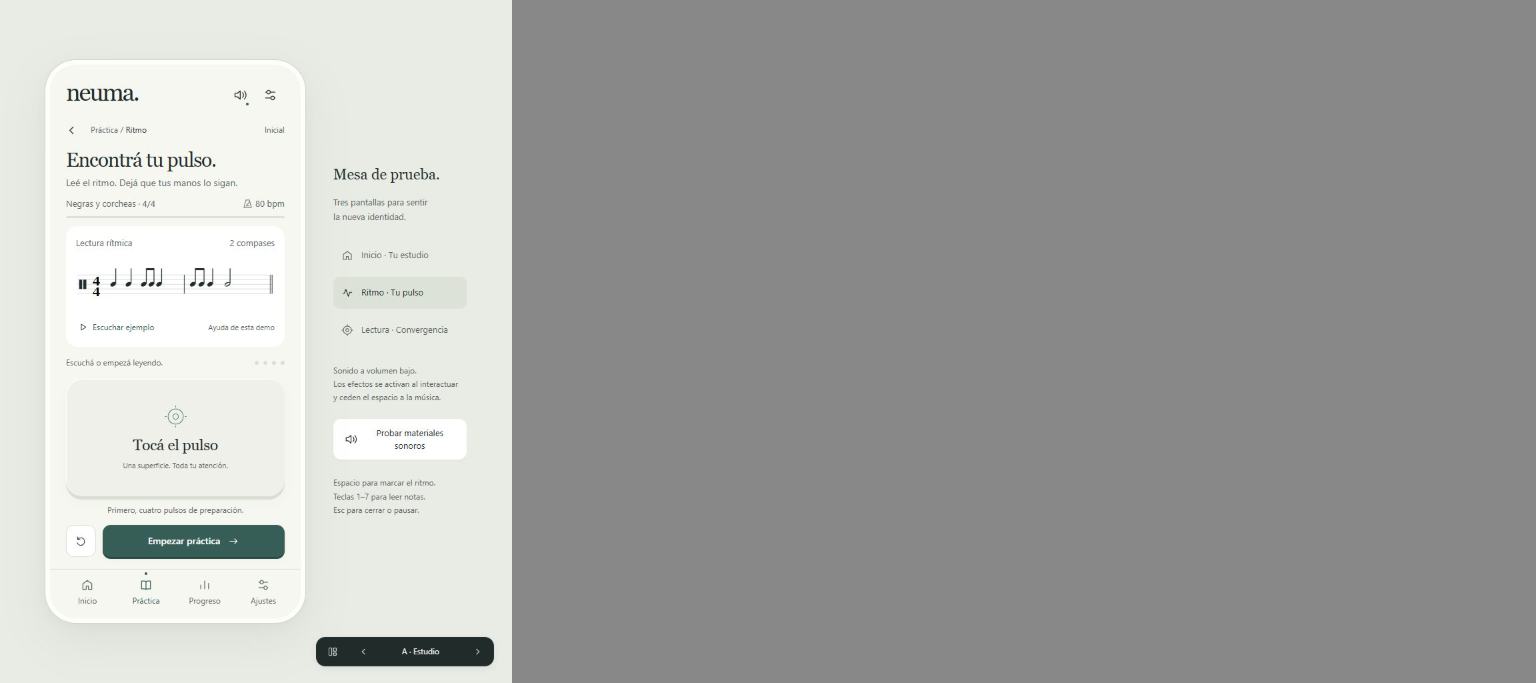 neuma.
Práctica / Ritmo
Inicial
Encontrá tu pulso.
Leé el ritmo. Dejá que tus manos lo sigan.
Negras y corcheas · 4/4
80 bpm
Lectura rítmica
2 compases
4
4
Escuchar ejemplo
Ayuda de esta demo
Escuchá o empezá leyendo.
Tocá el pulso
Una superficie. Toda tu atención.
Primero, cuatro pulsos de preparación.
Empezar práctica
Inicio
Práctica
Progreso
Ajustes
Mesa de prueba.
Tres pantallas para sentir
la nueva identidad.
Inicio · Tu estudio
Ritmo · Tu pulso
Lectura · Convergencia
Sonido a volumen bajo.
Los efectos se activan al interactuar
y ceden el espacio a la música.
Probar materiales
sonoros
Espacio para marcar el ritmo.
Teclas 1–7 para leer notas.
Esc para cerrar o pausar.
A · Estudio